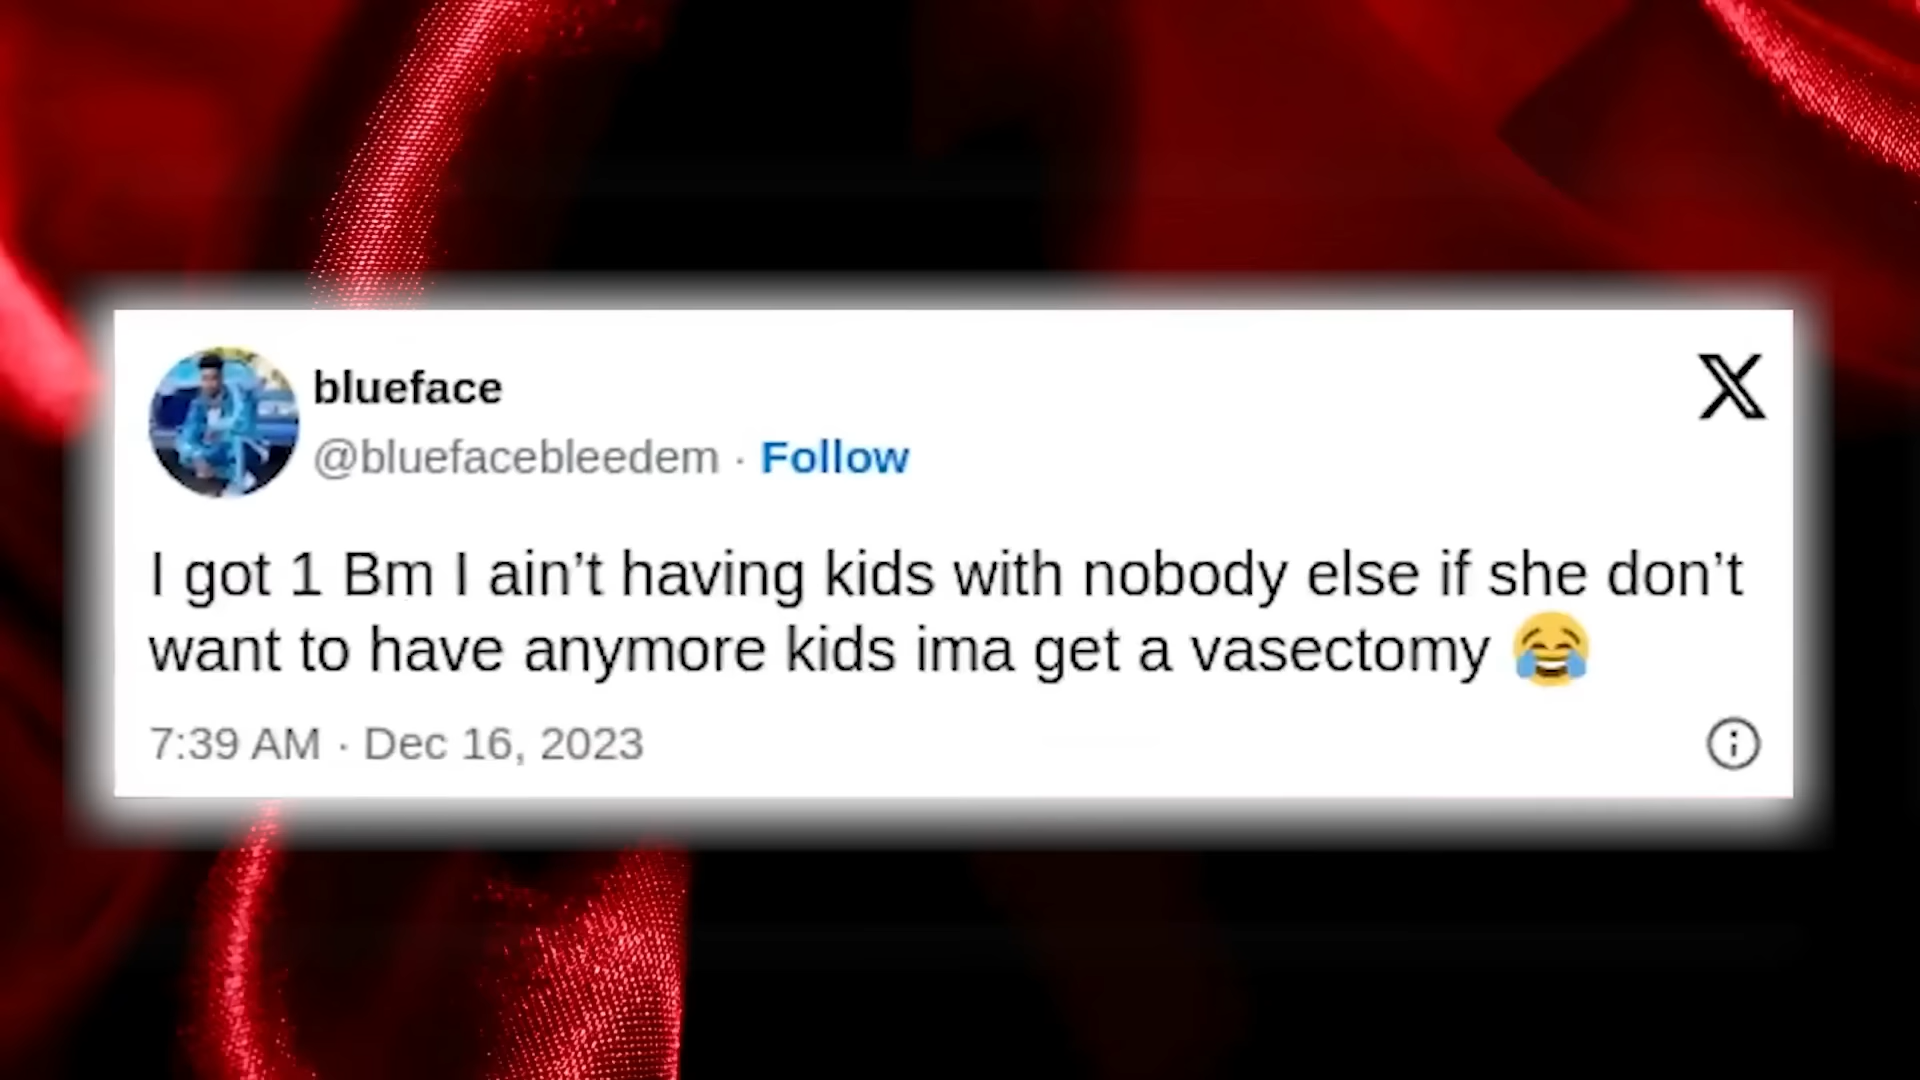 blueface
@bluefacebleedem · Follow
I got 1 Bm I ain’t having kids with nobody else if she don’t
want to have anymore kids ima get a vasectomy 😂
7:39 AM · Dec 16, 2023